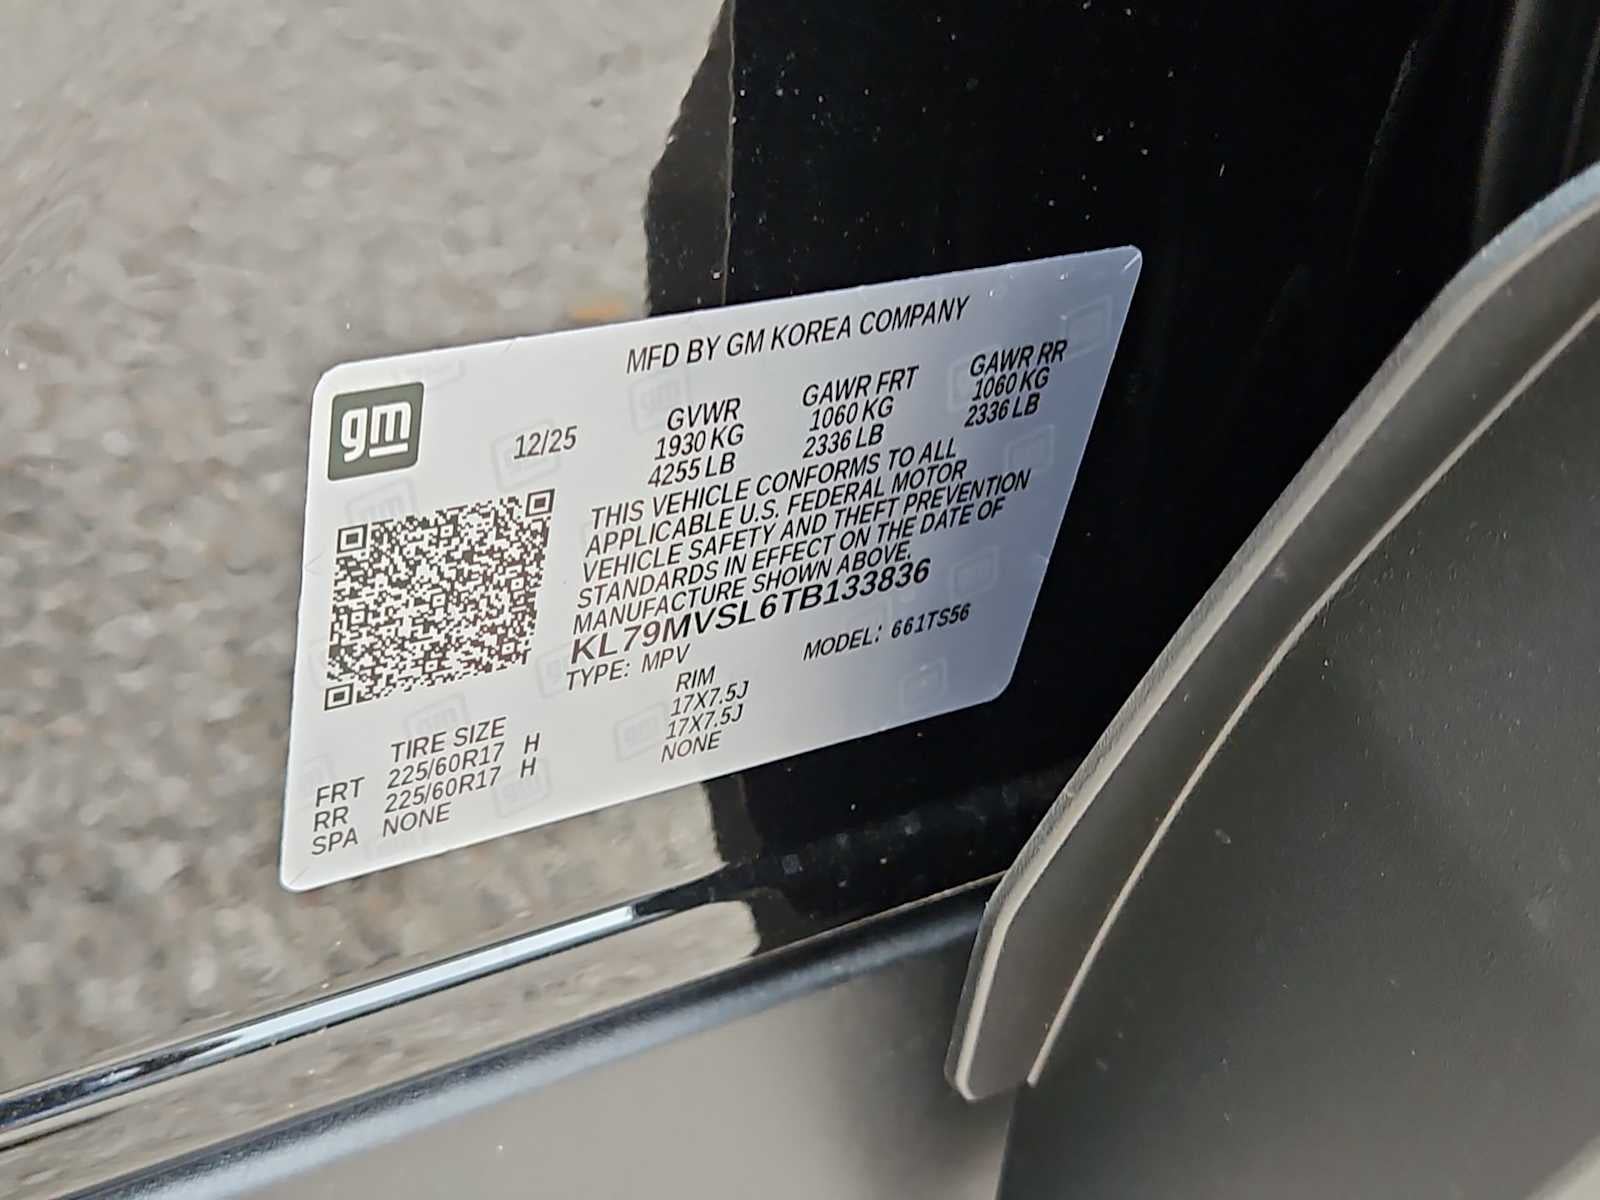 MFD BY GM KOREA COMPANY
gm
12/25
GVWR GAWR FRT GAWR RR
1930 KG 1060 KG 1060 KG
4255 LB 2336 LB 2336 LB
THIS VEHICLE CONFORMS TO ALL
APPLICABLE U.S. FEDERAL MOTOR
VEHICLE SAFETY AND THEFT PREVENTION
STANDARDS IN EFFECT ON THE DATE OF
MANUFACTURE SHOWN ABOVE.
KL79MVSL6TB133836
TYPE: MPV MODEL: 661TS56
TIRE SIZE RIM
FRT 225/60R17 H 17X7.5J
RR 225/60R17 H 17X7.5J
SPA NONE NONE